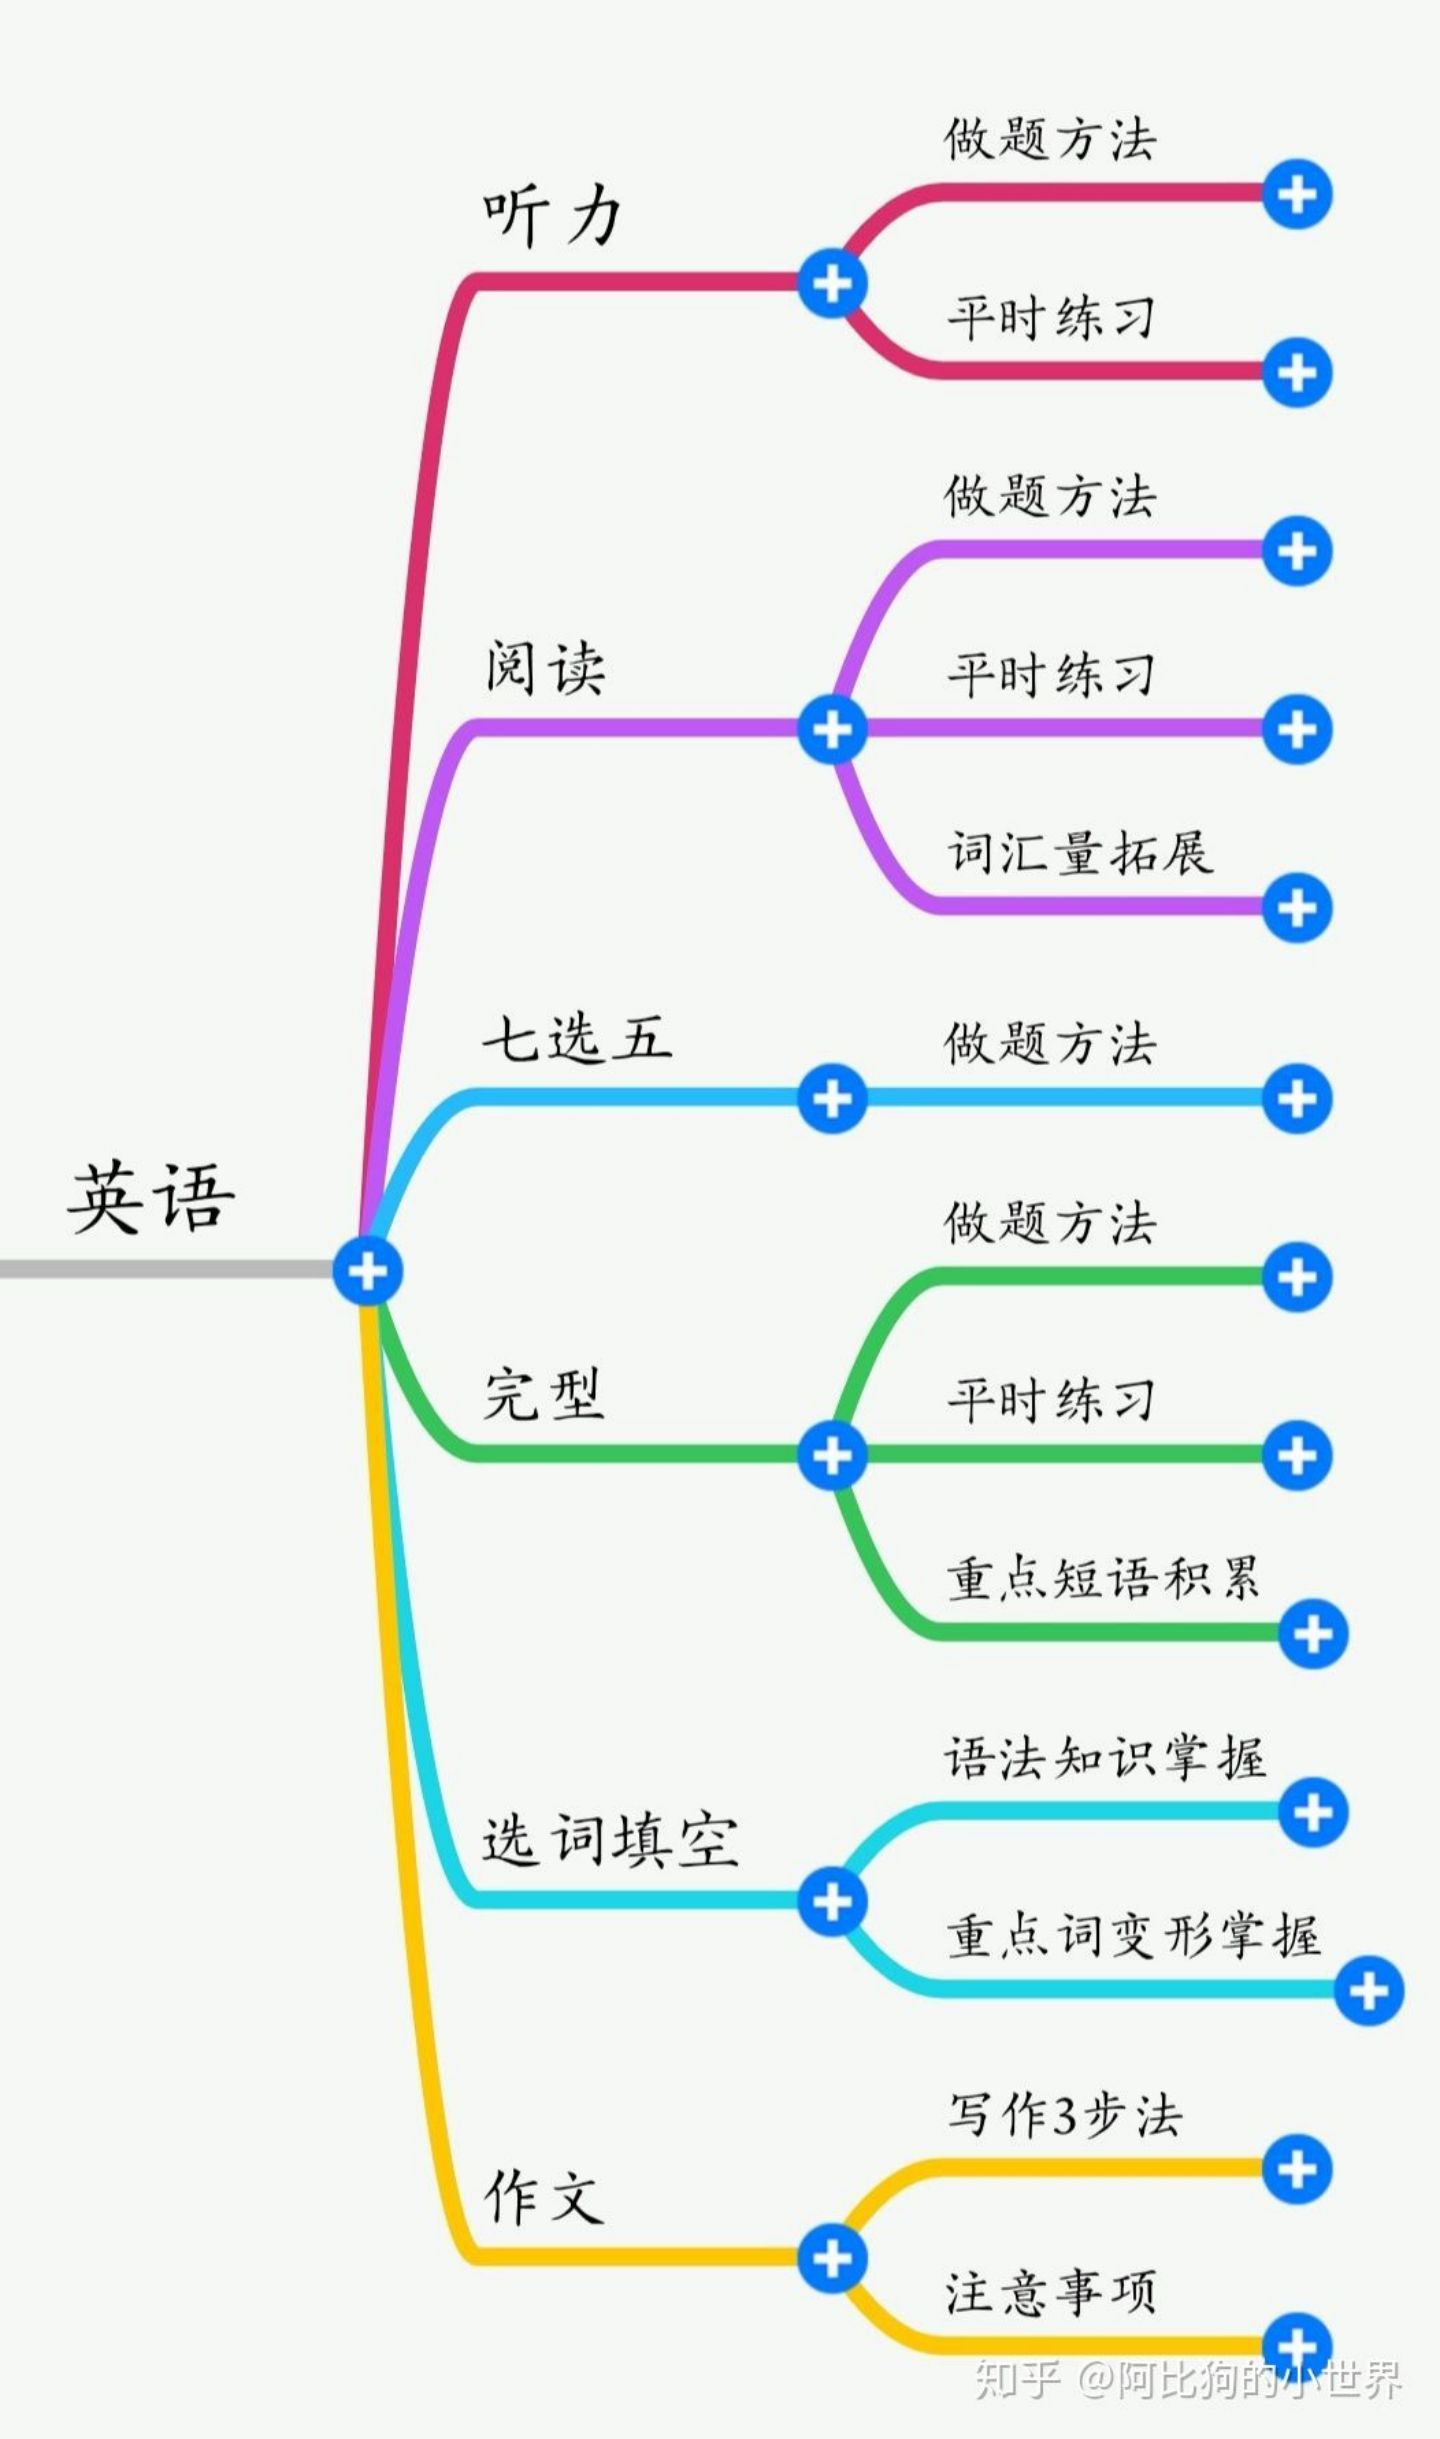 英语
听力
做题方法
平时练习
阅读
做题方法
平时练习
词汇量拓展
七选五
做题方法
完型
做题方法
平时练习
重点短语积累
选词填空
语法知识掌握
重点词变形掌握
作文
写作3步法
注意事项
知乎 @阿比狗的小世界